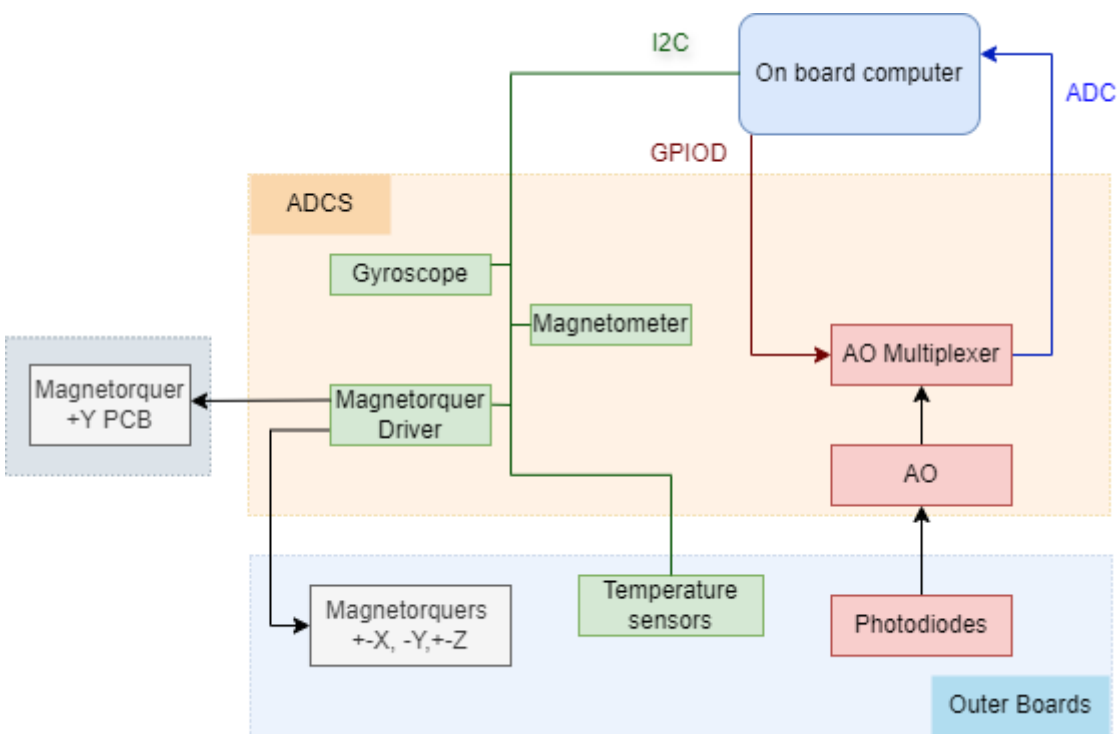 I2C
On board computer
ADC
GPIOD
ADCS
Gyroscope
Magnetometer
AO Multiplexer
Magnetorquer
+Y PCB
Magnetorquer
Driver
AO
Temperature
sensors
Magnetorquers
+-X, -Y,+-Z
Photodiodes
Outer Boards